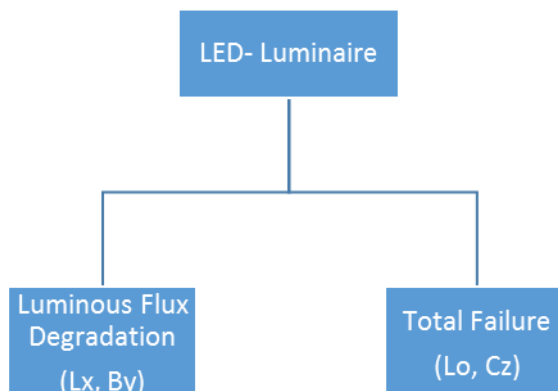 LED- Luminaire
Luminous Flux
Degradation
(Lx, By)
Total Failure
(Lo, Cz)